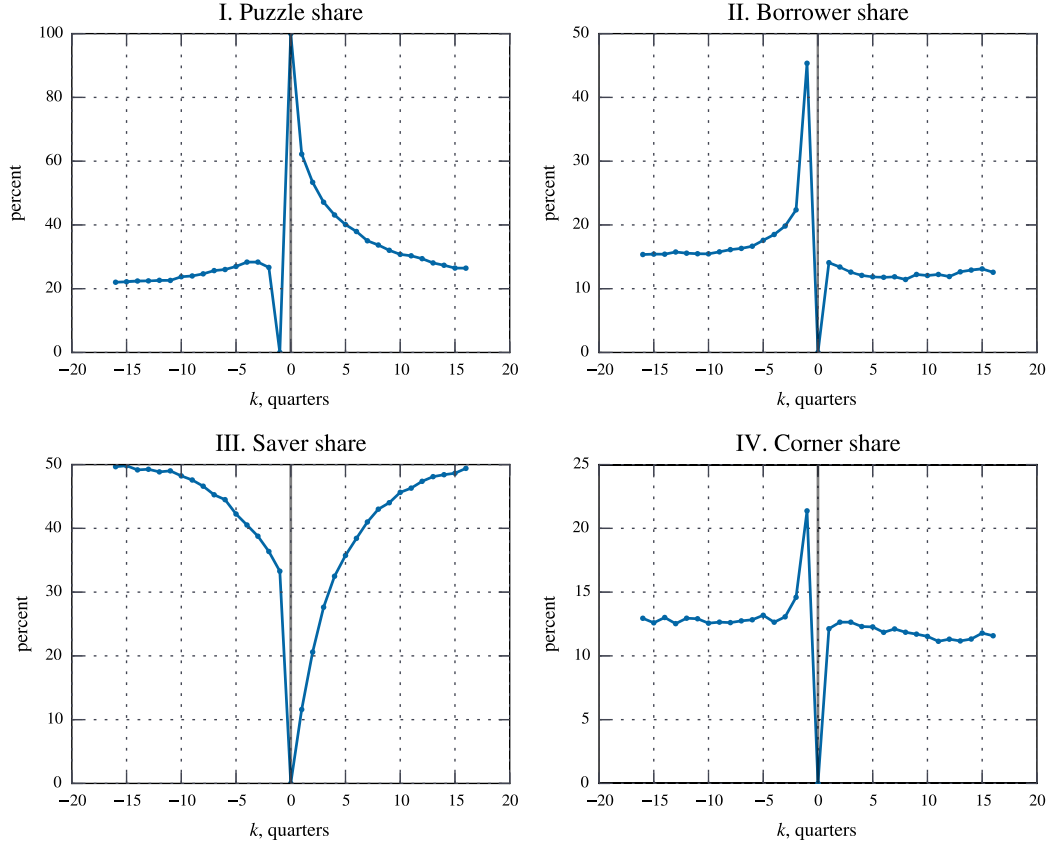 I. Puzzle share
percent
100
80
60
40
20
0
−20 −15 −10 −5 0 5 10 15 20
k, quarters
II. Borrower share
percent
50
40
30
20
10
0
−20 −15 −10 −5 0 5 10 15 20
k, quarters
III. Saver share
percent
50
40
30
20
10
0
−20 −15 −10 −5 0 5 10 15 20
k, quarters
IV. Corner share
percent
25
20
15
10
5
0
−20 −15 −10 −5 0 5 10 15 20
k, quarters